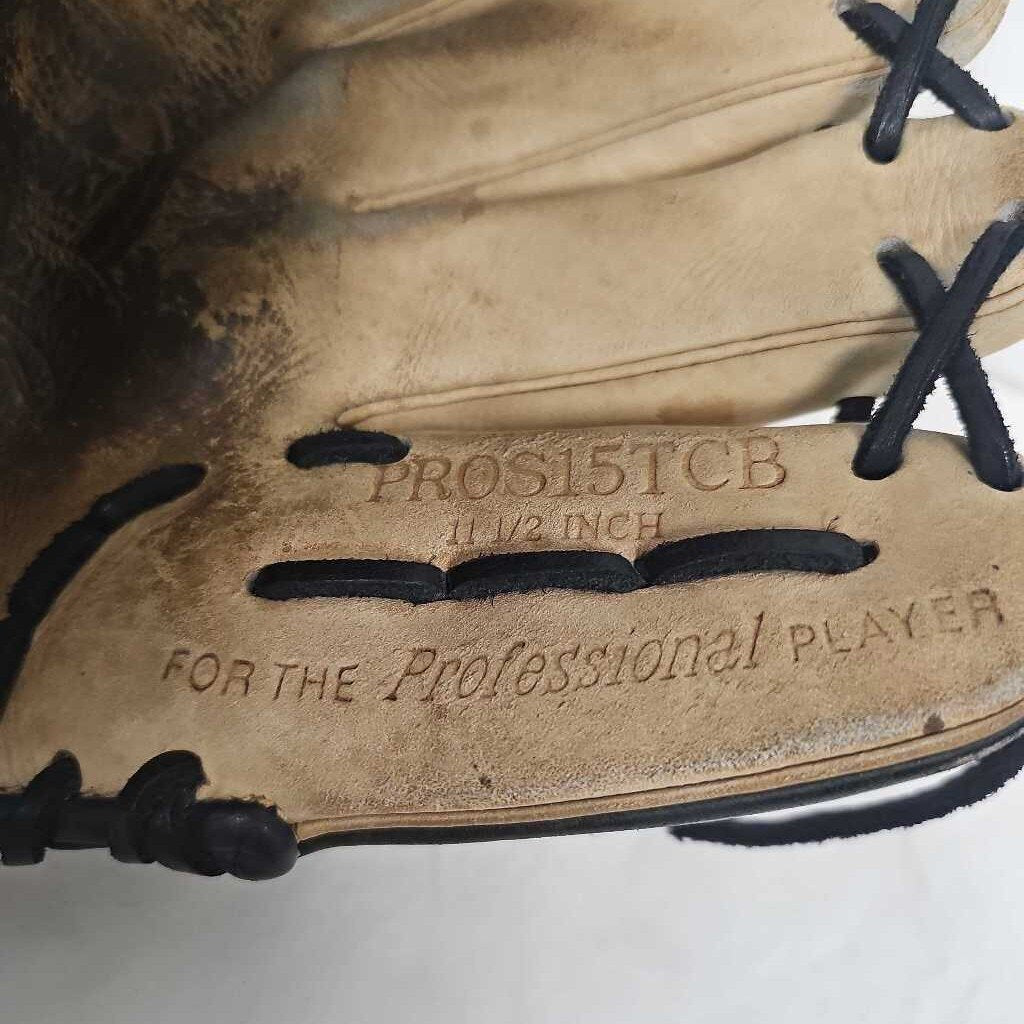 PROS15TCB
11 1/2 INCH
FOR THE Professional PLAYER